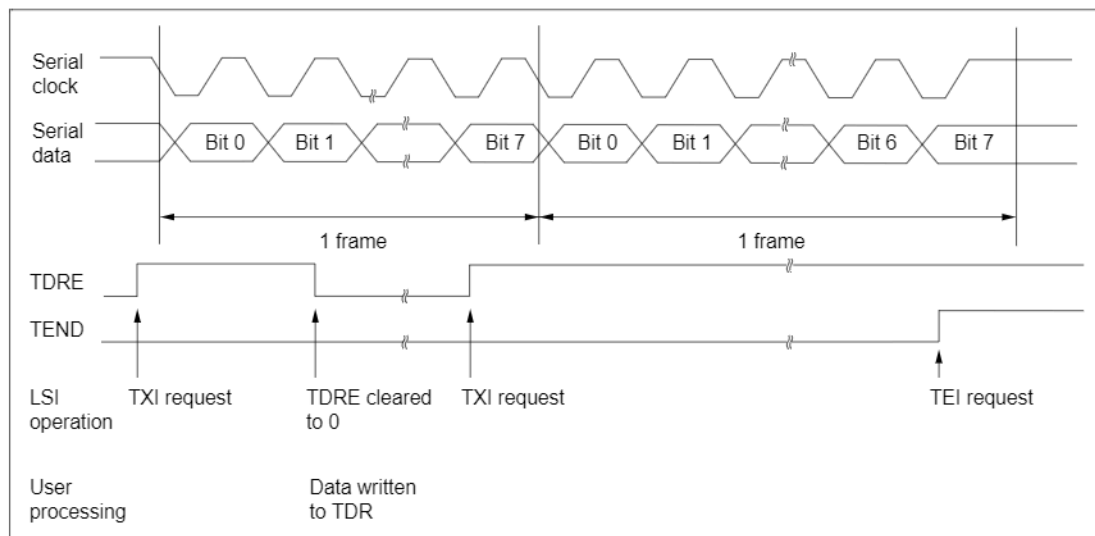 Serial
clock
Serial
data
Bit 0
Bit 1
Bit 7
Bit 0
Bit 1
Bit 6
Bit 7
1 frame
1 frame
TDRE
TEND
LSI
operation
TXI request
TDRE cleared
to 0
TXI request
TEI request
User
processing
Data written
to TDR